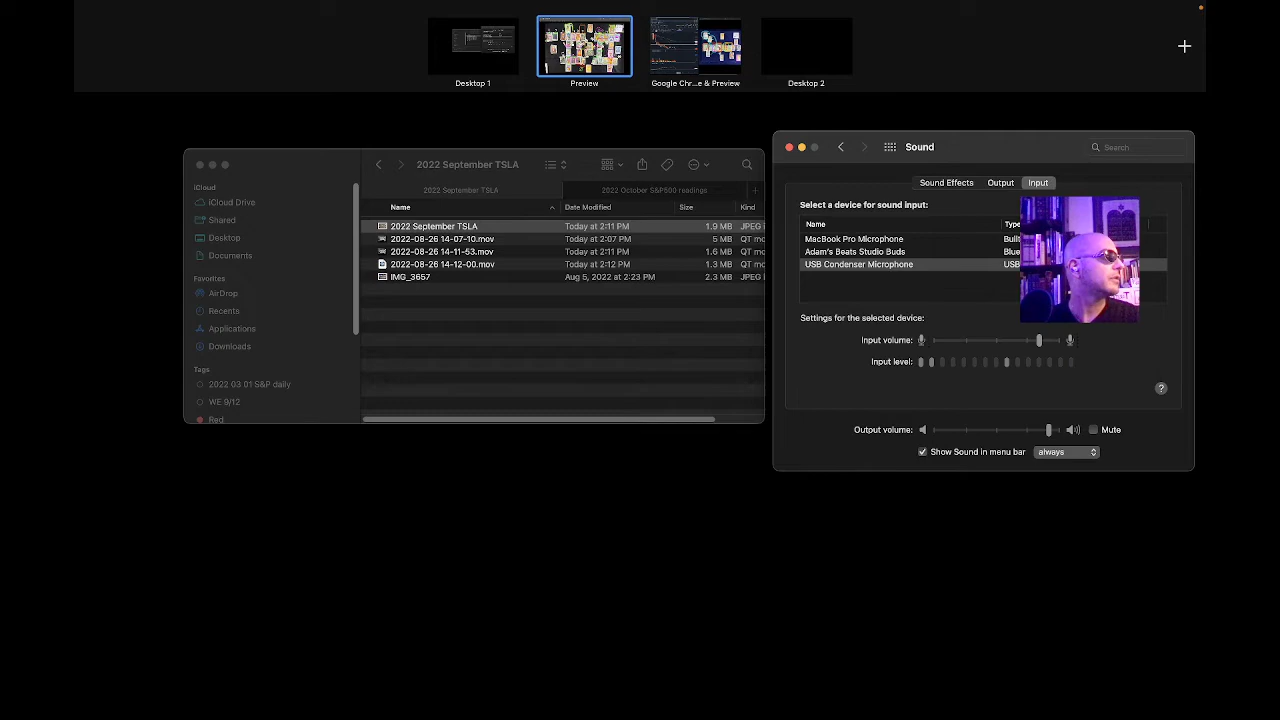 Desktop 1
Preview
Google Chr...e & Preview
Desktop 2
2022 September TSLA
2022 September TSLA
2022 October S&P500 readings
iCloud
iCloud Drive
Shared
Desktop
Documents
Favorites
AirDrop
Recents
Applications
Downloads
Tags
2022 03 01 S&P daily
WE 9/12
Red
Name Date Modified Size Kind
2022 September TSLA Today at 2:11 PM 1.9 MB JPEG i
2022-08-26 14-07-10.mov Today at 2:07 PM 5 MB QT mo
2022-08-26 14-11-53.mov Today at 2:11 PM 1.6 MB QT mo
2022-08-26 14-12-00.mov Today at 2:12 PM 1.3 MB QT mo
IMG_3657 Aug 5, 2022 at 2:23 PM 2.3 MB JPEG i
Sound
Search
Sound Effects Output Input
Select a device for sound input:
Name Type
MacBook Pro Microphone Built
Adam's Beats Studio Buds Blue
USB Condenser Microphone USB
Settings for the selected device:
Input volume:
Input level:
?
Output volume: Mute
Show Sound in menu bar always